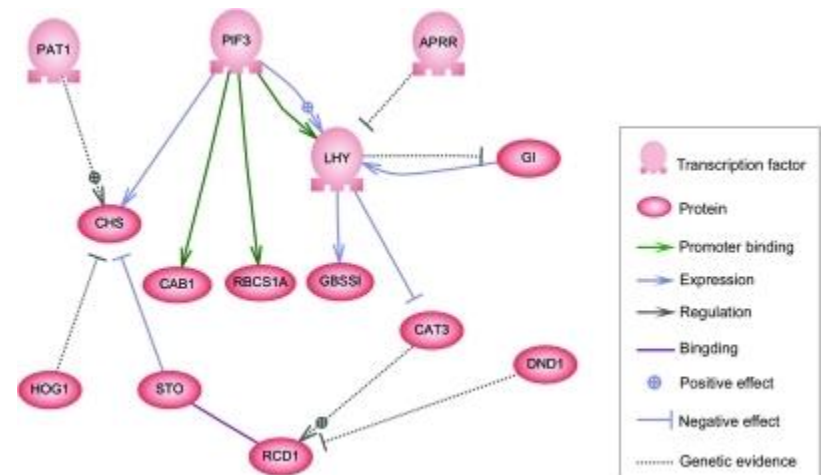 PAT1
PIF3
APRR
LHY
GI
CHS
CAB1
RBCS1A
GBSSI
CAT3
HOG1
STO
DND1
RCD1
Transcription factor
Protein
Promoter binding
Expression
Regulation
Bingding
Positive effect
Negative effect
Genetic evidence